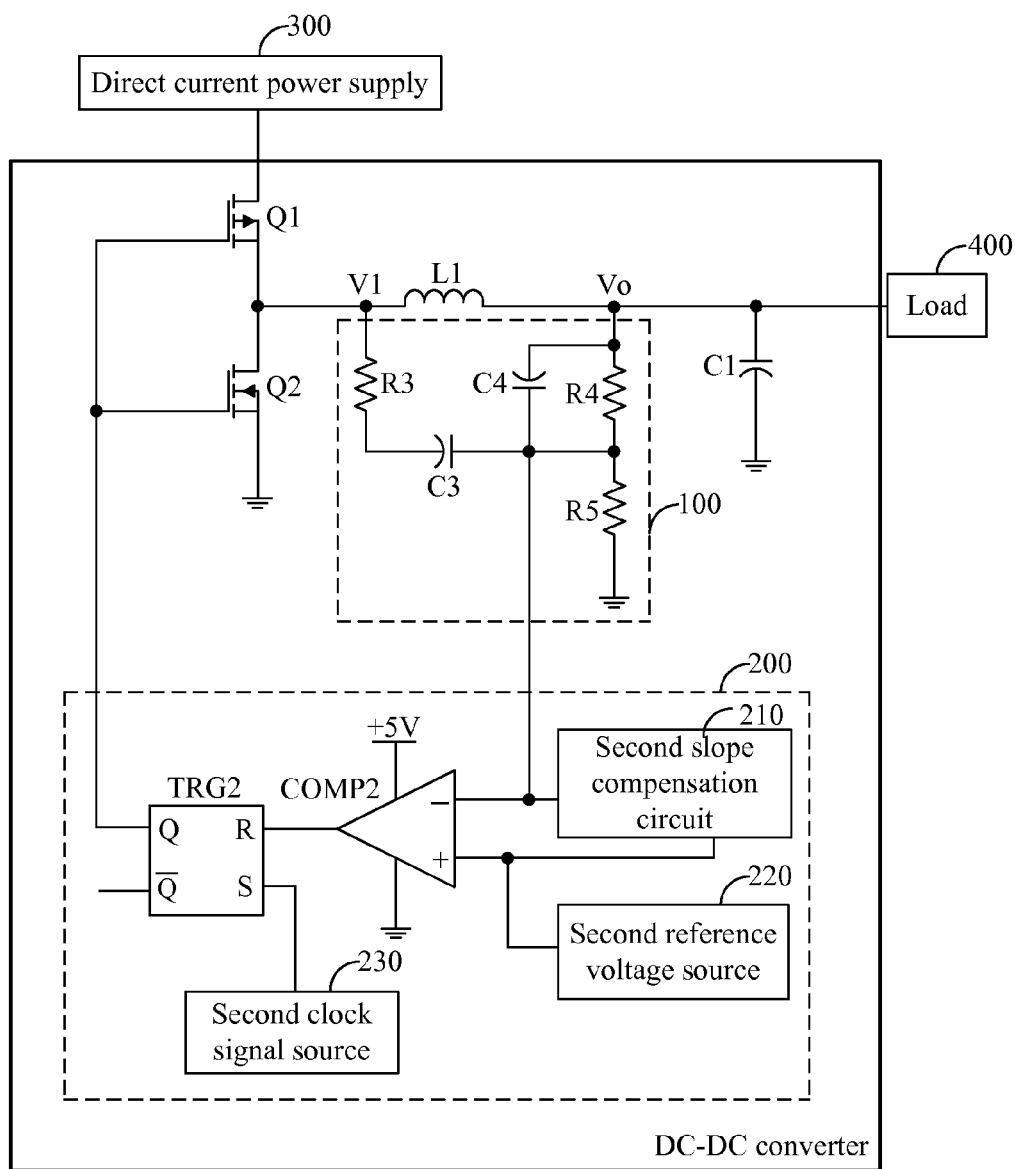 300
Direct current power supply
Q1
400
V1
L1
Vo
Load
Q2
R3
C4
R4
C1
C3
R5
100
200
+5V
210
Second slope
compensation
circuit
TRG2
COMP2
−
Q
R
+
Q̅
S
220
Second reference
voltage source
230
Second clock
signal source
DC-DC converter